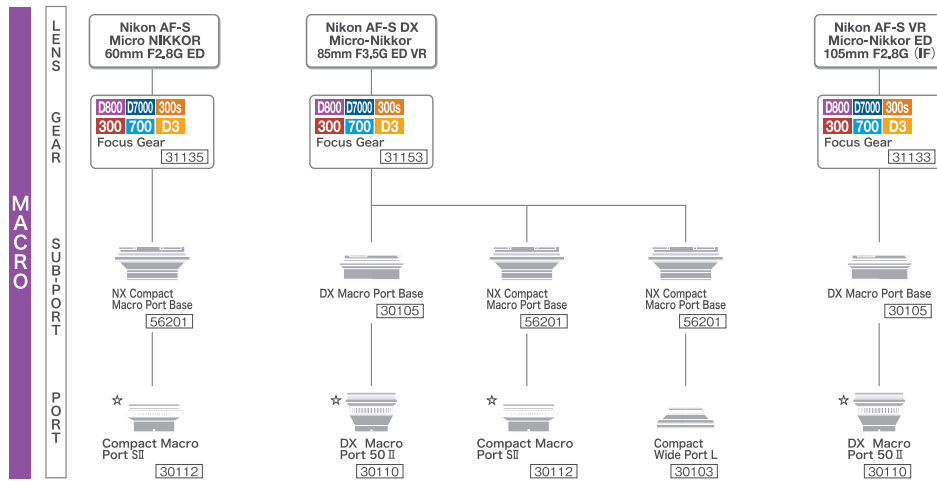 MACRO
LENS
Nikon AF-S
Micro NIKKOR
60mm F2.8G ED
Nikon AF-S DX
Micro-Nikkor
85mm F3.5G ED VR
Nikon AF-S VR
Micro-Nikkor ED
105mm F2.8G (IF)
GEAR
D800 D7000 300s
300 700 D3
Focus Gear
31135
D800 D7000 300s
300 700 D3
Focus Gear
31153
D800 D7000 300s
300 700 D3
Focus Gear
31133
SUB-PORT
NX Compact
Macro Port Base
56201
DX Macro Port Base
30105
NX Compact
Macro Port Base
56201
NX Compact
Macro Port Base
56201
DX Macro Port Base
30105
PORT
☆
Compact Macro
Port SⅡ
30112
☆
DX Macro
Port 50Ⅱ
30110
☆
Compact Macro
Port SⅡ
30112
Compact
Wide Port L
30103
☆
DX Macro
Port 50Ⅱ
30110